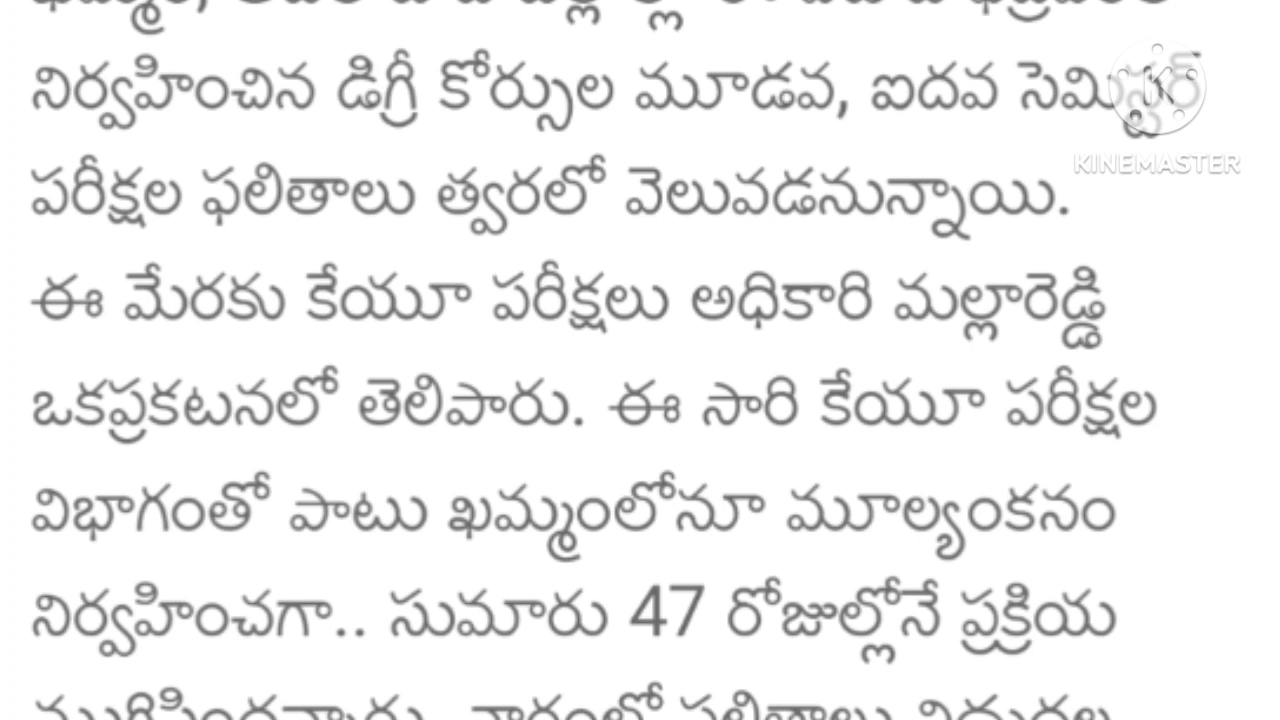 నిర్వహించిన డిగ్రీ కోర్సుల మూడవ, ఐదవ సెమిస్టర్
KINEMASTER
పరీక్షల ఫలితాలు త్వరలో వెలువడనున్నాయి.
ఈ మేరకు కేయూ పరీక్షలు అధికారి మల్లారెడ్డి
ఒకప్రకటనలో తెలిపారు. ఈ సారి కేయూ పరీక్షల
విభాగంతో పాటు ఖమ్మంలోనూ మూల్యంకనం
నిర్వహించగా.. సుమారు 47 రోజుల్లోనే ప్రక్రియ